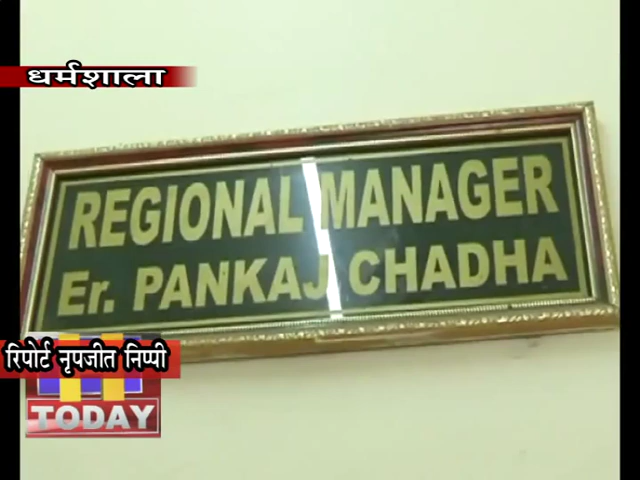 धर्मशाला
REGIONAL MANAGER
Er. PANKAJ CHADHA
रिपोर्ट नृपजीत निप्पी
TODAY